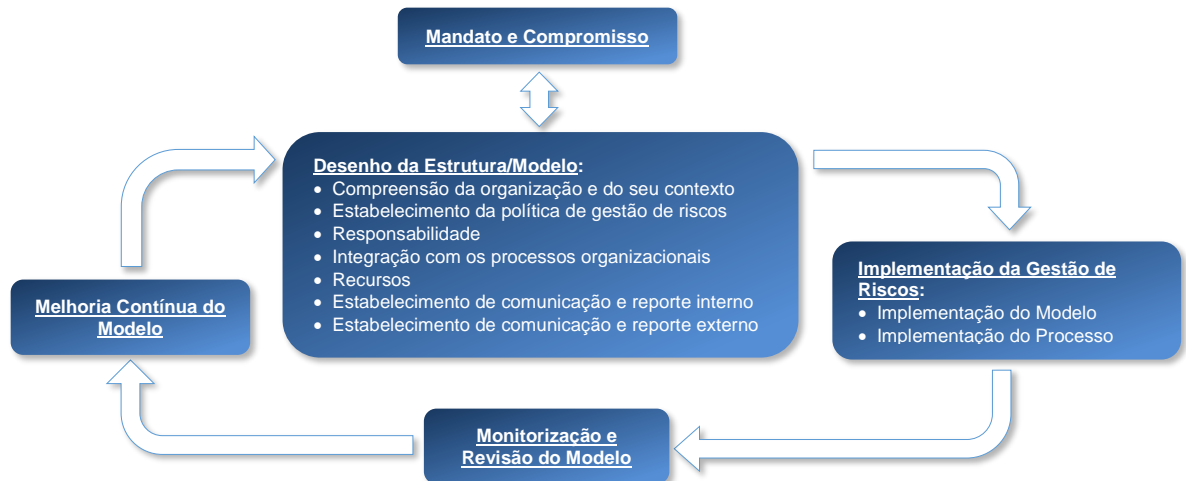 Mandato e Compromisso
Desenho da Estrutura/Modelo:
• Compreensão da organização e do seu contexto
• Estabelecimento da política de gestão de riscos
• Responsabilidade
• Integração com os processos organizacionais
• Recursos
• Estabelecimento de comunicação e reporte interno
• Estabelecimento de comunicação e reporte externo
Implementação da Gestão de
Riscos:
• Implementação do Modelo
• Implementação do Processo
Monitorização e
Revisão do Modelo
Melhoria Contínua do
Modelo